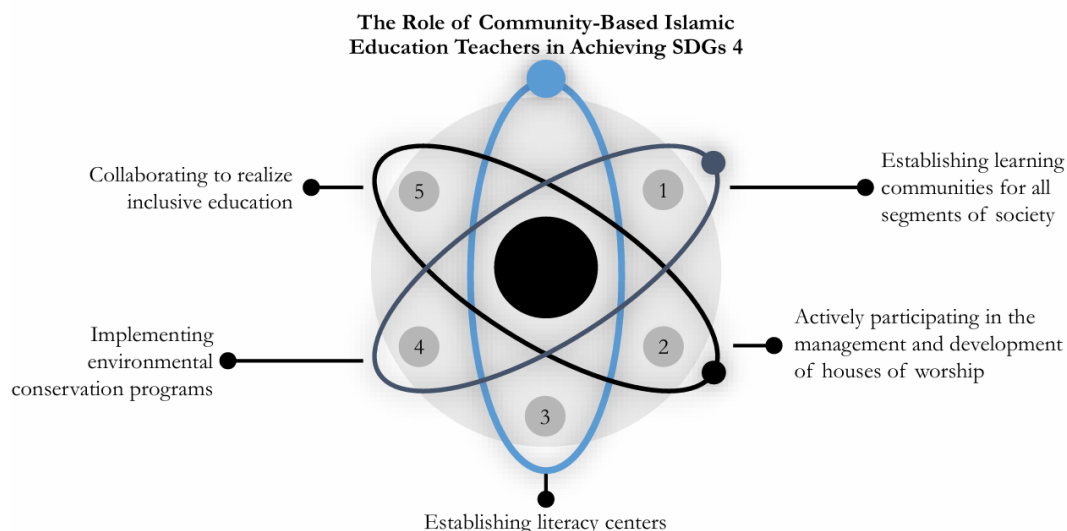 The Role of Community-Based Islamic
Education Teachers in Achieving SDGs 4
Collaborating to realize
inclusive education
5
1
Establishing learning
communities for all
segments of society
Implementing
environmental
conservation programs
4
2
Actively participating in the
management and development
of houses of worship
3
Establishing literacy centers